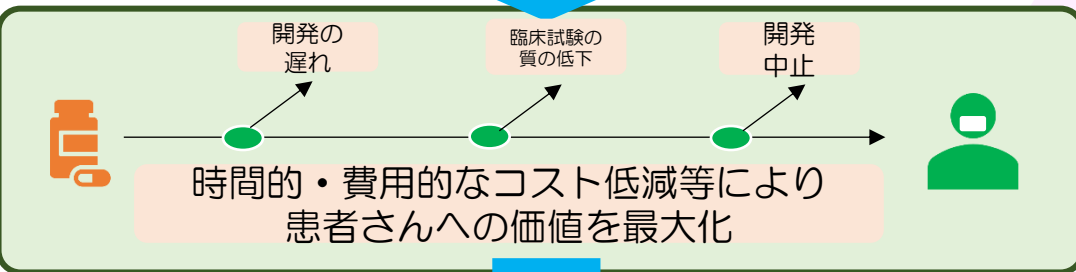 開発の
遅れ
臨床試験の
質の低下
開発
中止
時間的・費用的なコスト低減等により
患者さんへの価値を最大化